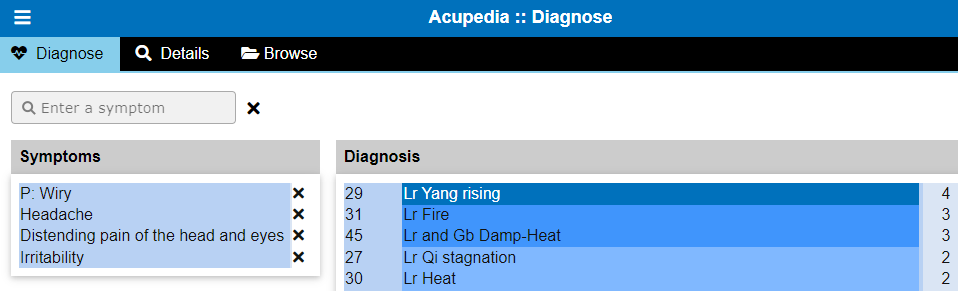 Acupedia :: Diagnose
Diagnose Details Browse
Enter a symptom
Symptoms
P: Wiry
Headache
Distending pain of the head and eyes
Irritability
Diagnosis
29 Lr Yang rising 4
31 Lr Fire 3
45 Lr and Gb Damp-Heat 3
27 Lr Qi stagnation 2
30 Lr Heat 2